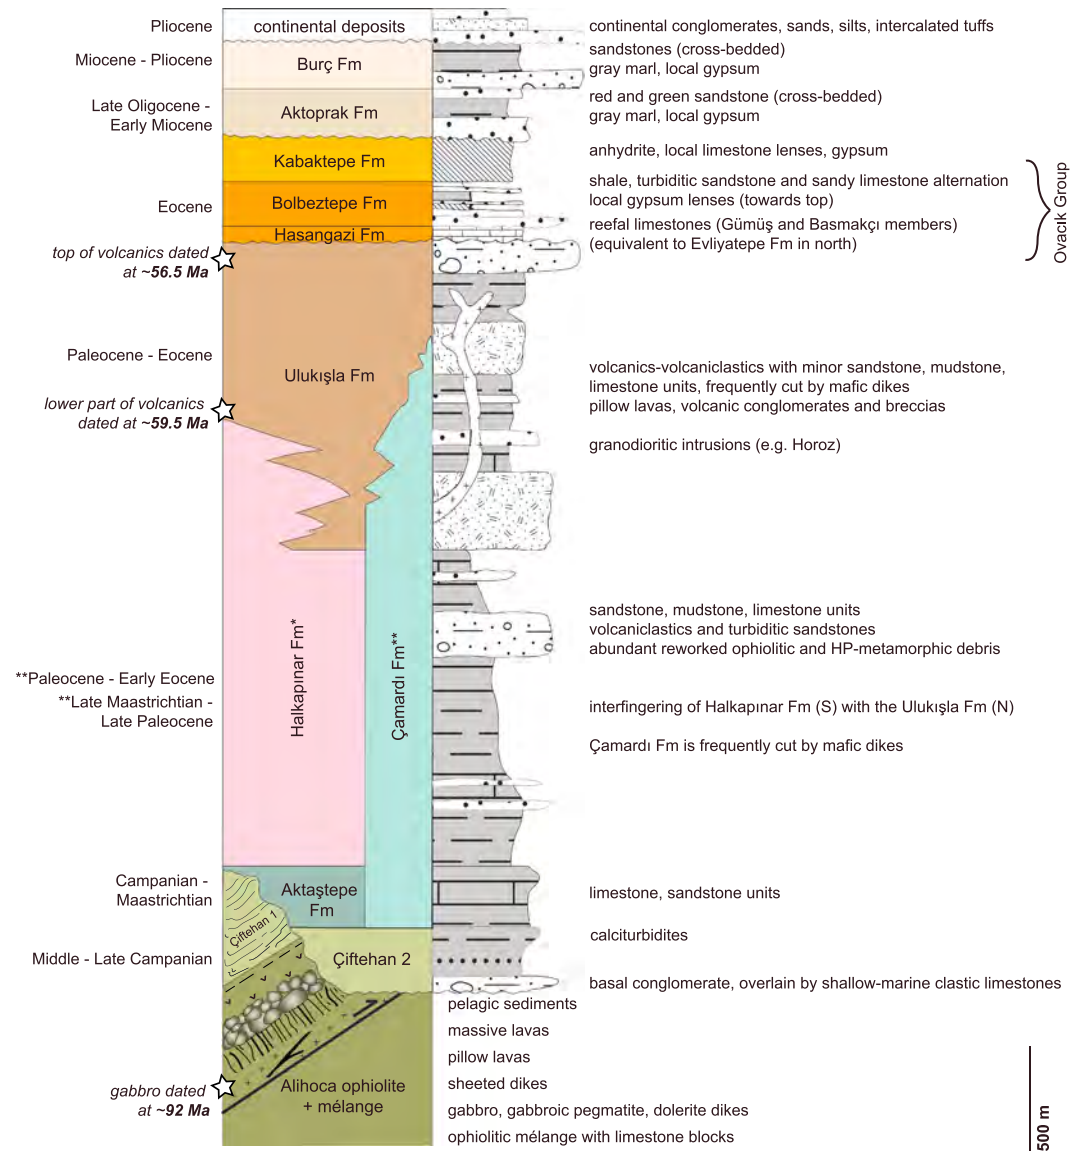 Pliocene
continental deposits
continental conglomerates, sands, silts, intercalated tuffs
Miocene - Pliocene
Burç Fm
sandstones (cross-bedded)
gray marl, local gypsum
Late Oligocene -
Early Miocene
Aktoprak Fm
red and green sandstone (cross-bedded)
gray marl, local gypsum
Kabaktepe Fm
anhydrite, local limestone lenses, gypsum
Eocene
Bolbeztepe Fm
shale, turbiditic sandstone and sandy limestone alternation
local gypsum lenses (towards top)
Hasangazi Fm
reefal limestones (Gümüş and Basmakçı members)
(equivalent to Evliyatepe Fm in north)
Ovacik Group
top of volcanics dated
at ~56.5 Ma
Paleocene - Eocene
Ulukışla Fm
volcanics-volcaniclastics with minor sandstone, mudstone,
limestone units, frequently cut by mafic dikes
pillow lavas, volcanic conglomerates and breccias
lower part of volcanics
dated at ~59.5 Ma
granodioritic intrusions (e.g. Horoz)
Halkapınar Fm*
Çamardı Fm**
sandstone, mudstone, limestone units
volcaniclastics and turbiditic sandstones
abundant reworked ophiolitic and HP-metamorphic debris
**Paleocene - Early Eocene
**Late Maastrichtian -
Late Paleocene
interfingering of Halkapınar Fm (S) with the Ulukışla Fm (N)
Çamardı Fm is frequently cut by mafic dikes
Campanian -
Maastrichtian
Aktaştepe
Fm
limestone, sandstone units
Çiftehan 1
calciturbidites
Middle - Late Campanian
Çiftehan 2
basal conglomerate, overlain by shallow-marine clastic limestones
pelagic sediments
massive lavas
pillow lavas
sheeted dikes
gabbro dated
at ~92 Ma
Alihoca ophiolite
+ mélange
gabbro, gabbroic pegmatite, dolerite dikes
ophiolitic mélange with limestone blocks
500 m